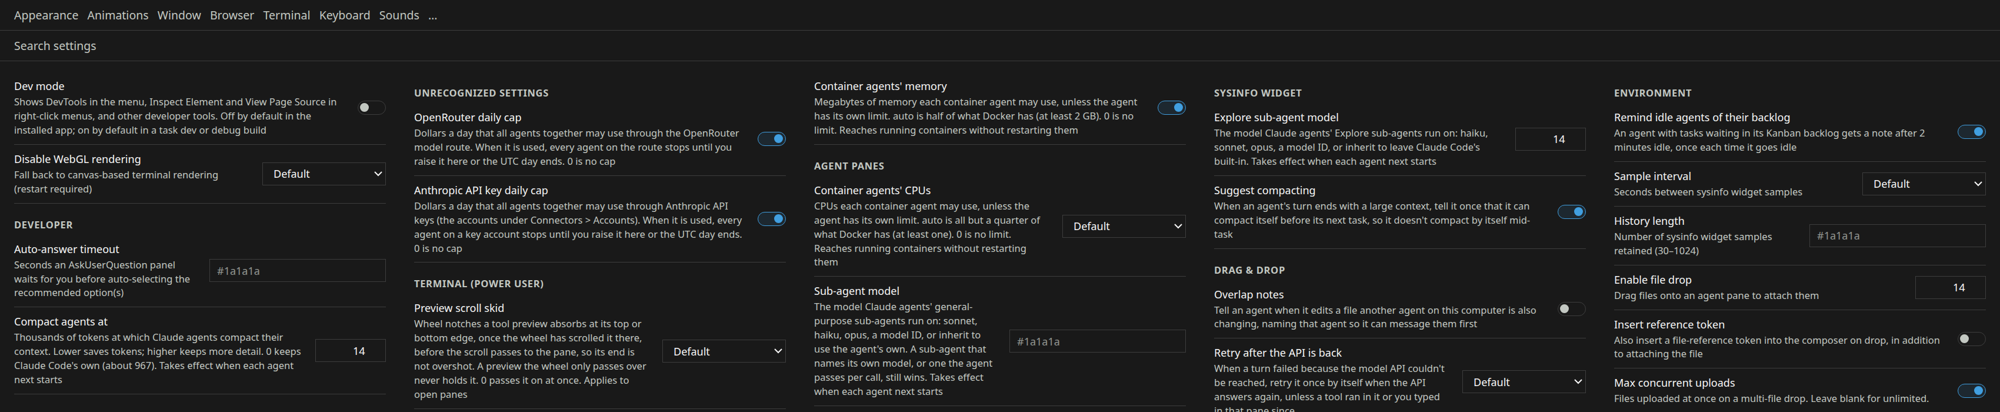 Appearance Animations Window Browser Terminal Keyboard Sounds ...
Search settings
Dev mode
Shows DevTools in the menu, Inspect Element and View Page Source in
right-click menus, and other developer tools. Off by default in the
installed app; on by default in a task dev or debug build
Disable WebGL rendering
Fall back to canvas-based terminal rendering
(restart required)
Default
DEVELOPER
Auto-answer timeout
Seconds an AskUserQuestion panel
waits for you before auto-selecting the
recommended option(s)
#1a1a1a
Compact agents at
Thousands of tokens at which Claude agents compact their
context. Lower saves tokens; higher keeps more detail. 0 keeps
Claude Code's own (about 967). Takes effect when each agent
next starts
14
UNRECOGNIZED SETTINGS
OpenRouter daily cap
Dollars a day that all agents together may use through the OpenRouter
model route. When it is used, every agent on the route stops until you
raise it here or the UTC day ends. 0 is no cap
Anthropic API key daily cap
Dollars a day that all agents together may use through Anthropic API
keys (the accounts under Connectors > Accounts). When it is used, every
agent on a key account stops until you raise it here or the UTC day ends.
0 is no cap
TERMINAL (POWER USER)
Preview scroll skid
Wheel notches a tool preview absorbs at its top or
bottom edge, once the wheel has scrolled it there,
before the scroll passes to the pane, so its end is
not overshot. A preview the wheel only passes over
never holds it. 0 passes it on at once. Applies to
open panes
Default
Container agents' memory
Megabytes of memory each container agent may use, unless the agent
has its own limit. auto is half of what Docker has (at least 2 GB). 0 is no
limit. Reaches running containers without restarting them
AGENT PANES
Container agents' CPUs
CPUs each container agent may use, unless the
agent has its own limit. auto is all but a quarter of
what Docker has (at least one). 0 is no limit.
Reaches running containers without restarting
them
Default
Sub-agent model
The model Claude agents' general-
purpose sub-agents run on: sonnet,
haiku, opus, a model ID, or inherit to
use the agent's own. A sub-agent that
names its own model, or one the agent
passes per call, still wins. Takes effect
when each agent next starts
#1a1a1a
SYSINFO WIDGET
Explore sub-agent model
The model Claude agents' Explore sub-agents run on: haiku,
sonnet, opus, a model ID, or inherit to leave Claude Code's
built-in. Takes effect when each agent next starts
14
Suggest compacting
When an agent's turn ends with a large context, tell it once that it can
compact itself before its next task, so it doesn't compact by itself mid-
task
DRAG & DROP
Overlap notes
Tell an agent when it edits a file another agent on this computer is also
changing, naming that agent so it can message them first
Retry after the API is back
When a turn failed because the model API couldn't
be reached, retry it once by itself when the API
answers again, unless a tool ran in it or you typed
in that pane since
Default
ENVIRONMENT
Remind idle agents of their backlog
An agent with tasks waiting in its Kanban backlog gets a note after 2
minutes idle, once each time it goes idle
Sample interval
Seconds between sysinfo widget samples
Default
History length
Number of sysinfo widget samples
retained (30–1024)
#1a1a1a
Enable file drop
Drag files onto an agent pane to attach them
14
Insert reference token
Also insert a file-reference token into the composer on drop, in addition
to attaching the file
Max concurrent uploads
Files uploaded at once on a multi-file drop. Leave blank for unlimited.